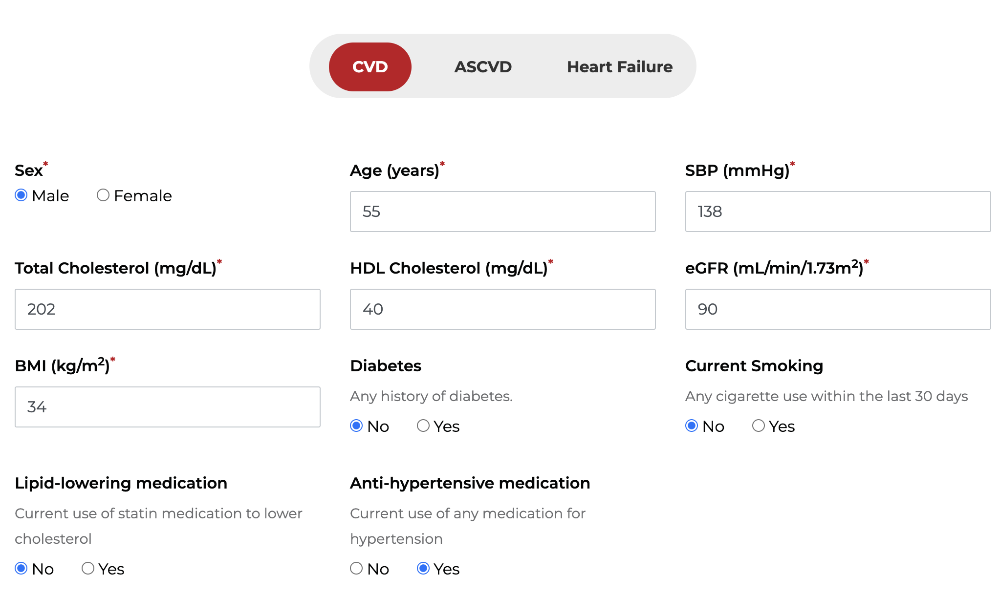 CVD ASCVD Heart Failure
Sex* Age (years)* SBP (mmHg)*
Male Female
55 138
Total Cholesterol (mg/dL)* HDL Cholesterol (mg/dL)* eGFR (mL/min/1.73m²)*
202 40 90
BMI (kg/m²)* Diabetes Current Smoking
34 Any history of diabetes. Any cigarette use within the last 30 days
No Yes No Yes
Lipid-lowering medication Anti-hypertensive medication
Current use of statin medication to lower Current use of any medication for
cholesterol hypertension
No Yes No Yes